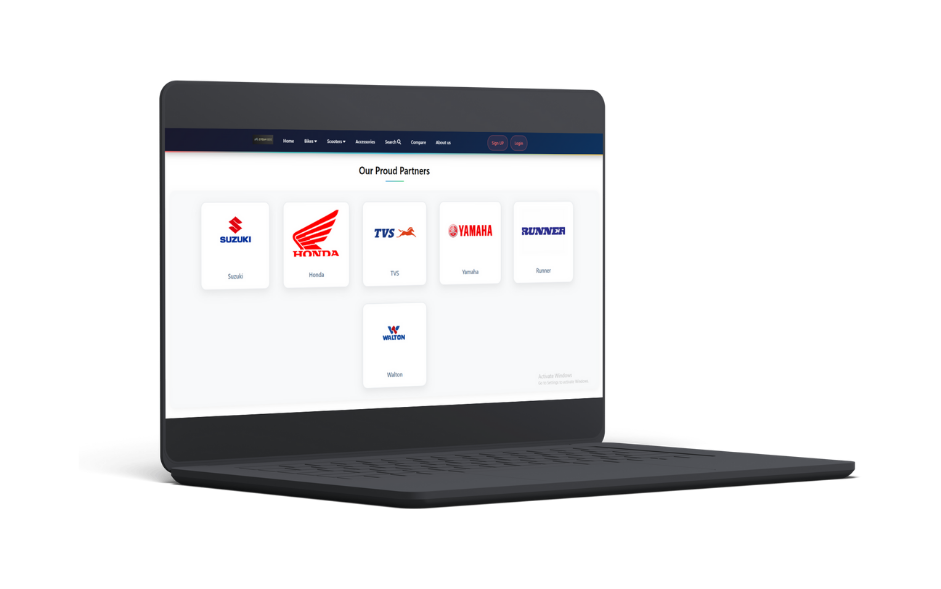 Home Bikes Scooters Accessories Search Compare About us Sign UP Login
Our Proud Partners
SUZUKI
HONDA
TVS
YAMAHA
RUNNER
Suzuki
Honda
TVS
Yamaha
Runner
WALTON
Walton
Activate Windows
Go to Settings to activate Windows.